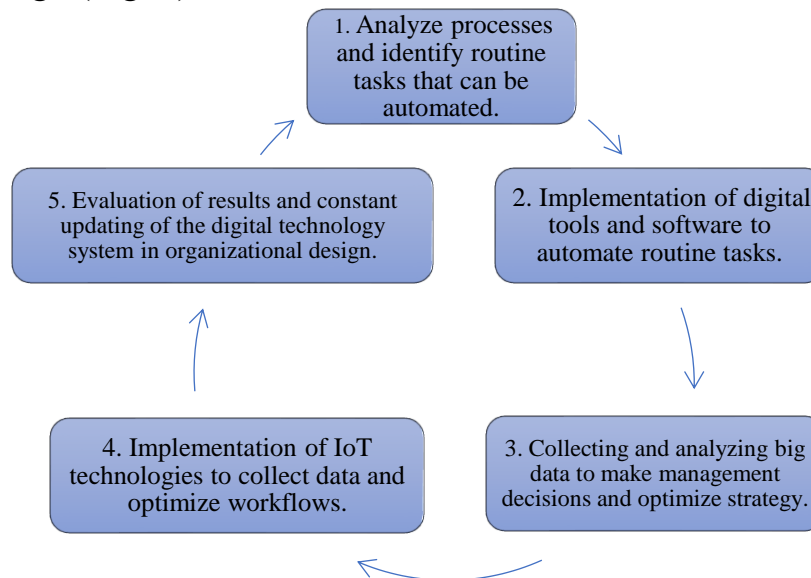 1. Analyze processes
and identify routine
tasks that can be
automated.
2. Implementation of digital
tools and software to
automate routine tasks.
3. Collecting and analyzing big
data to make management
decisions and optimize strategy.
4. Implementation of IoT
technologies to collect data and
optimize workflows.
5. Evaluation of results and constant
updating of the digital technology
system in organizational design.